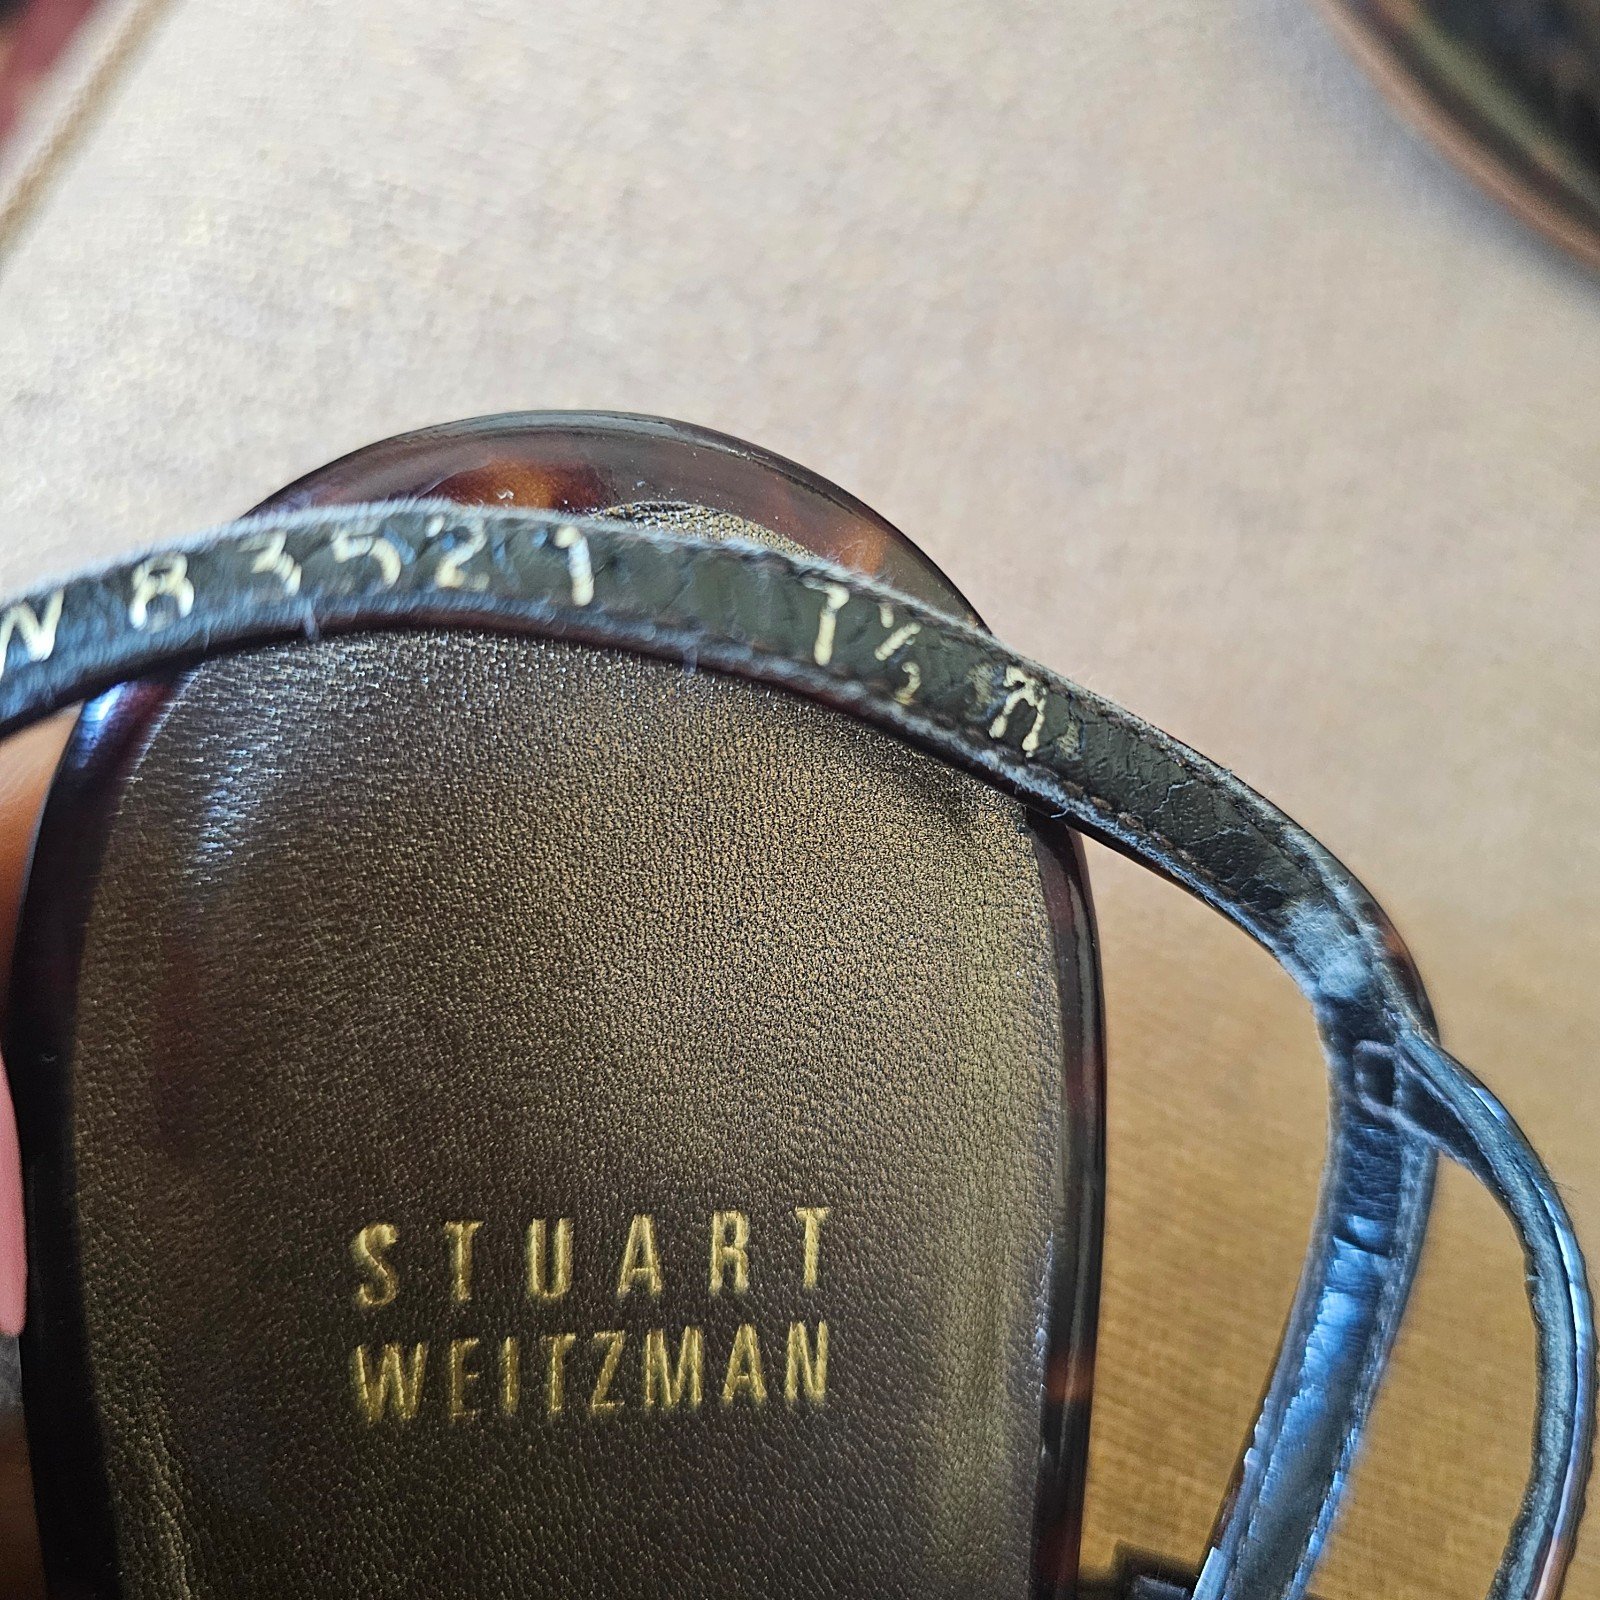 N 83521 7½ M
STUART
WEITZMAN